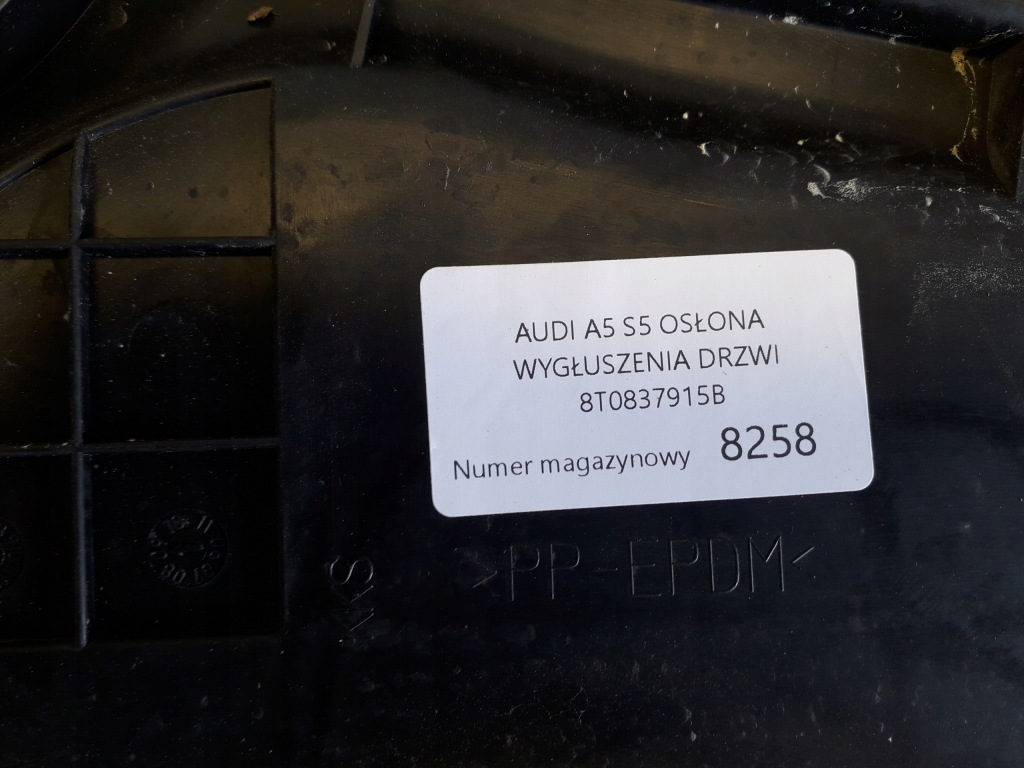 AUDI A5 S5 OSŁONA
WYGŁUSZENIA DRZWI
8T0837915B
Numer magazynowy 8258
>PP-EPDM<